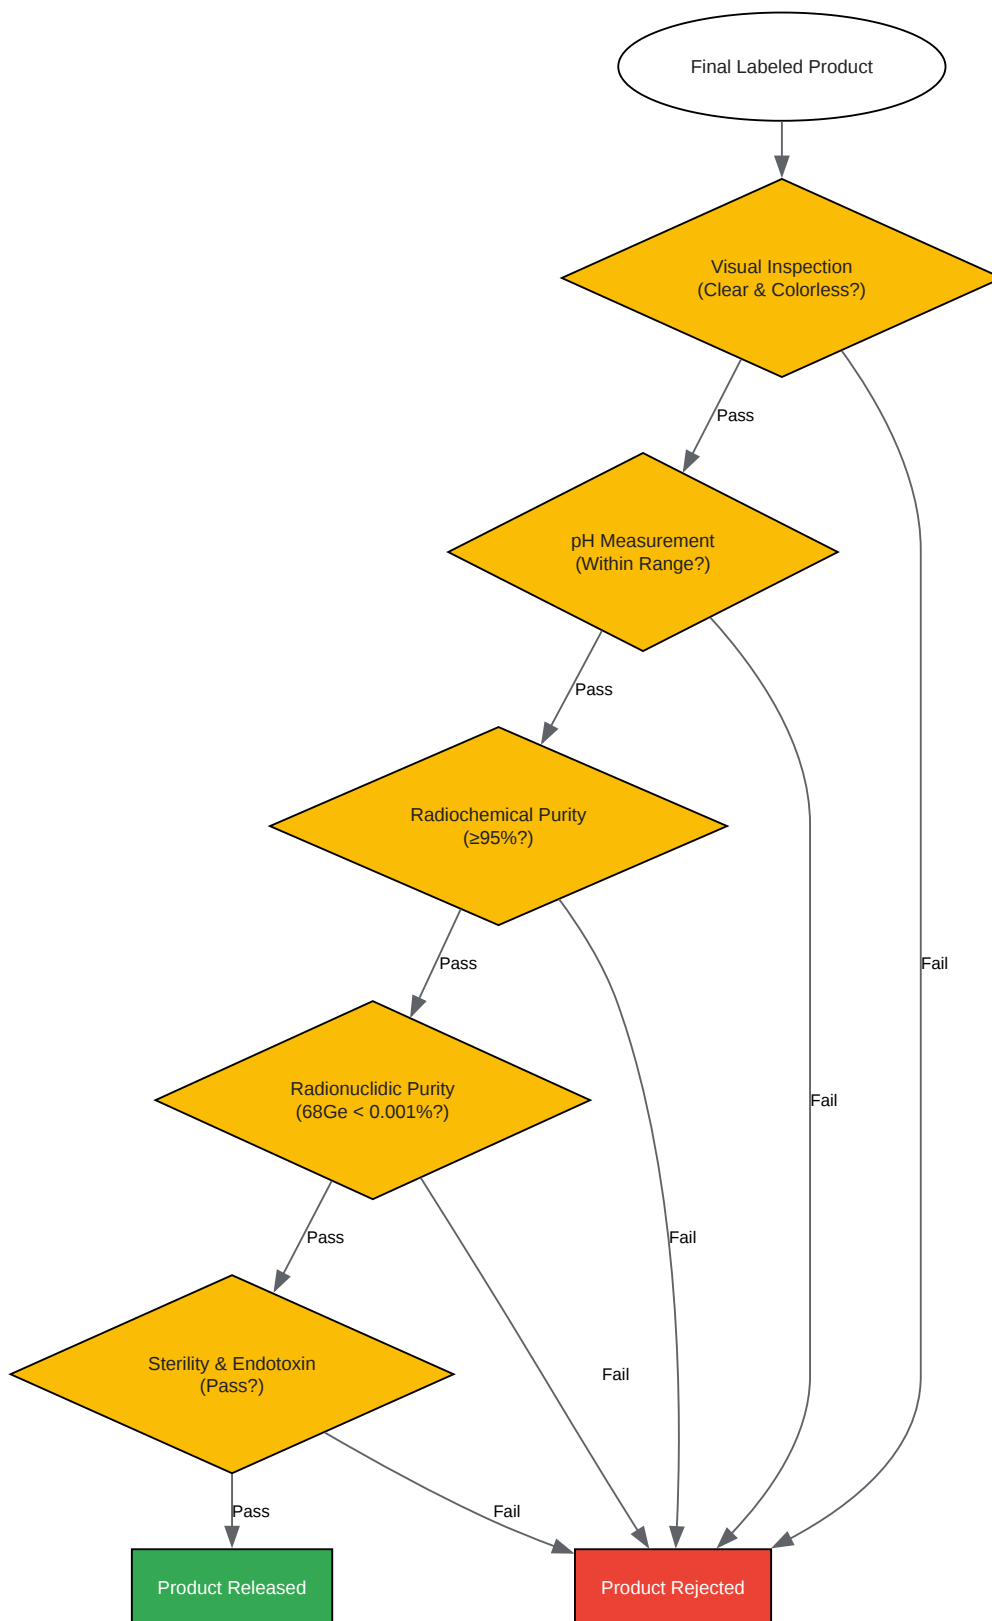 Final Labeled Product
Visual Inspection
(Clear & Colorless?)
Pass
pH Measurement
(Within Range?)
Pass
Radiochemical Purity
(≥95%?)
Pass
Fail
Radionuclidic Purity
(68Ge < 0.001%?)
Fail
Pass
Fail
Sterility & Endotoxin
(Pass?)
Fail
Pass
Fail
Product Released
Product Rejected